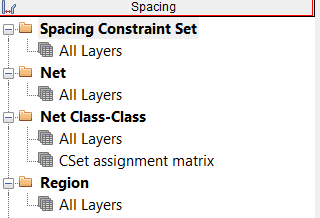 Spacing
Spacing Constraint Set
All Layers
Net
All Layers
Net Class-Class
All Layers
CSet assignment matrix
Region
All Layers